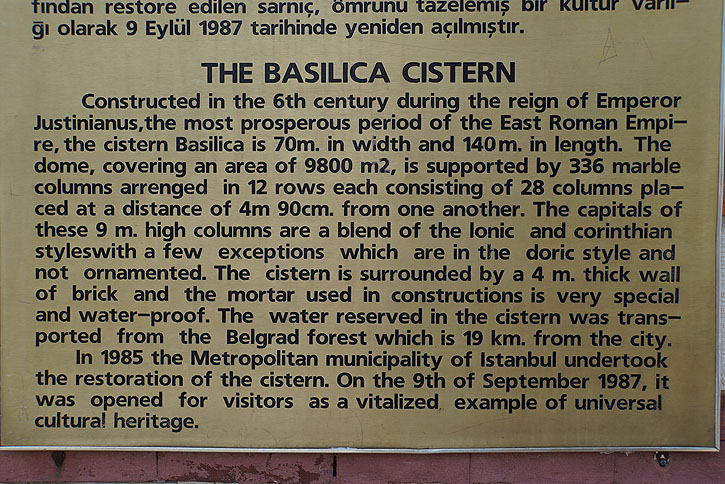 fından restore edilen sarnıç, ömrünü tazelemiş bir kültür varlı–
ğı olarak 9 Eylül 1987 tarihinde yeniden açılmıştır.
THE BASILICA CISTERN
Constructed in the 6th century during the reign of Emperor
Justinianus,the most prosperous period of the East Roman Empi–
re, the cistern Basilica is 70m. in width and 140m. in length. The
dome, covering an area of 9800 m2, is supported by 336 marble
columns arrenged in 12 rows each consisting of 28 columns pla–
ced at a distance of 4m 90cm. from one another. The capitals of
these 9 m. high columns are a blend of the Ionic and corinthian
styleswith a few exceptions which are in the doric style and
not ornamented. The cistern is surrounded by a 4 m. thick wall
of brick and the mortar used in constructions is very special
and water–proof. The water reserved in the cistern was trans–
ported from the Belgrad forest which is 19 km. from the city.
In 1985 the Metropolitan municipality of Istanbul undertook
the restoration of the cistern. On the 9th of September 1987, it
was opened for visitors as a vitalized example of universal
cultural heritage.